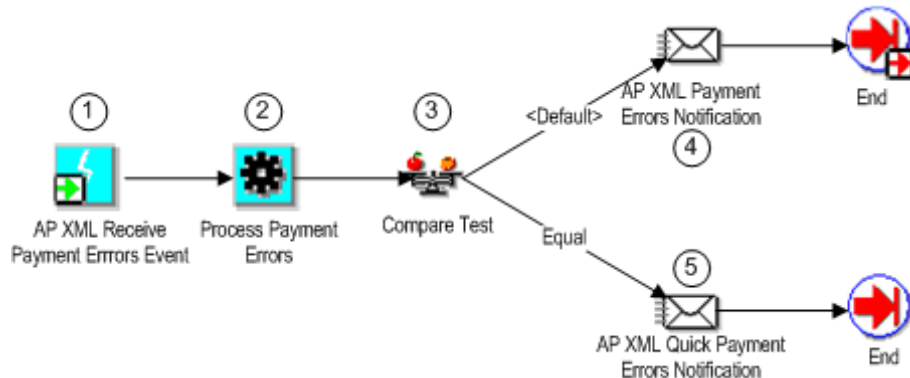 1
AP XML Receive
Payment Errrors Event
2
Process Payment
Errors
3
Compare Test
<Default>
AP XML Payment
Errors Notification
4
End
Equal
5
AP XML Quick Payment
Errors Notification
End